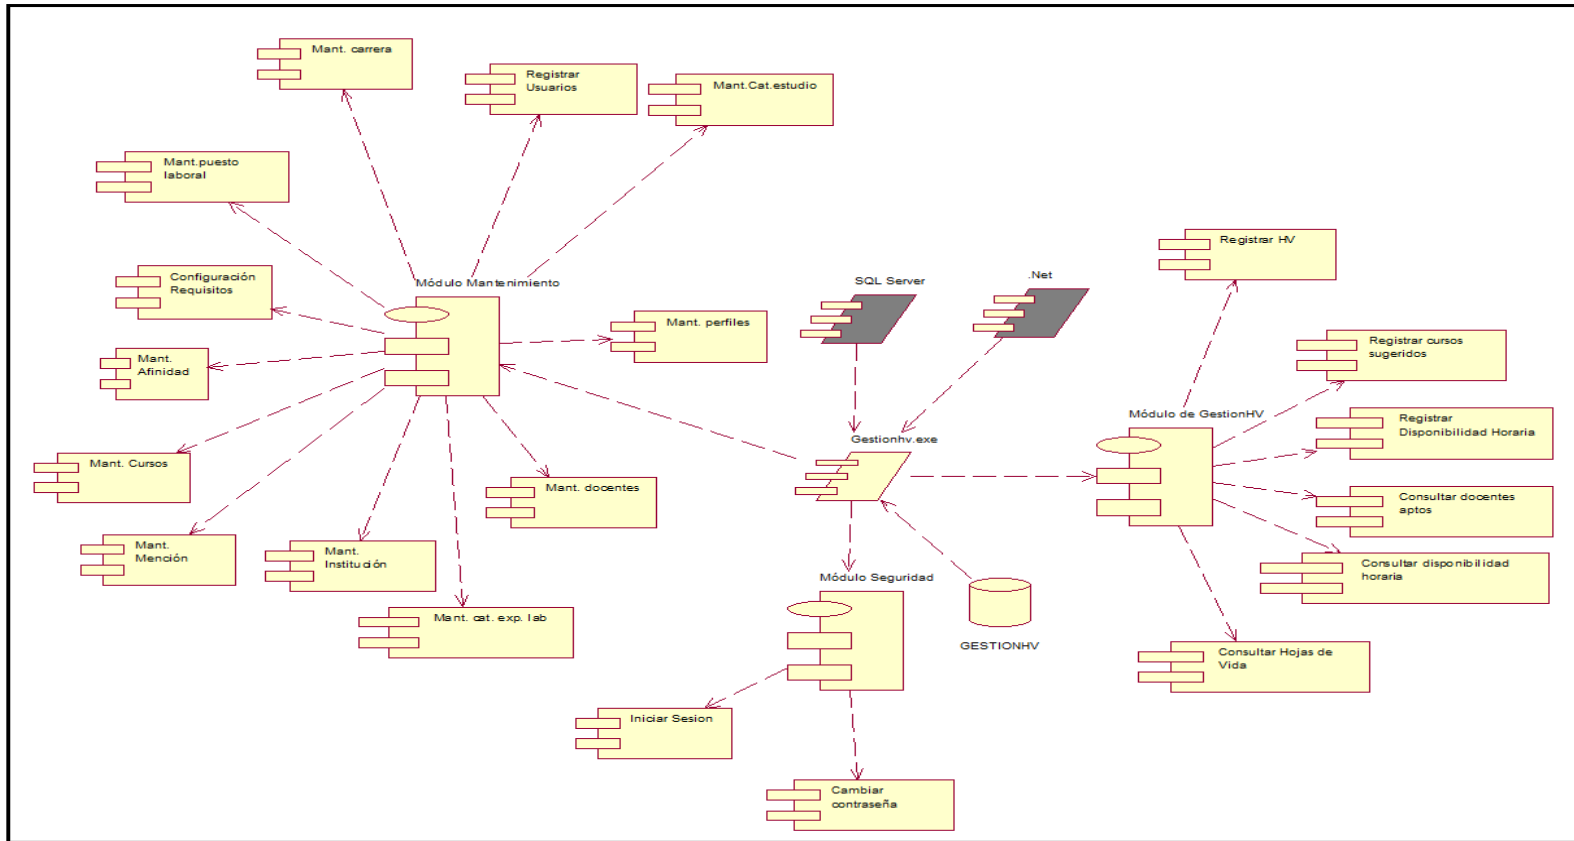 Mant. carrera
Registrar
Usuarios
Mant.Cat.estudio
Mant.puesto
laboral
Registrar HV
Configuración
Requisitos
Módulo Mantenimiento
SQL Server
.Net
Mant. perfiles
Mant.
Afinidad
Registrar cursos
sugeridos
Módulo de GestionHV
Registrar
Disponibilidad Horaria
Gestionhv.exe
Mant. Cursos
Mant. docentes
Consultar docentes
aptos
Mant.
Mención
Mant.
Institución
Consultar disponibilidad
horaria
Módulo Seguridad
Mant. cat. exp. lab
GESTIONHV
Consultar Hojas de
Vida
Iniciar Sesion
Cambiar
contraseña